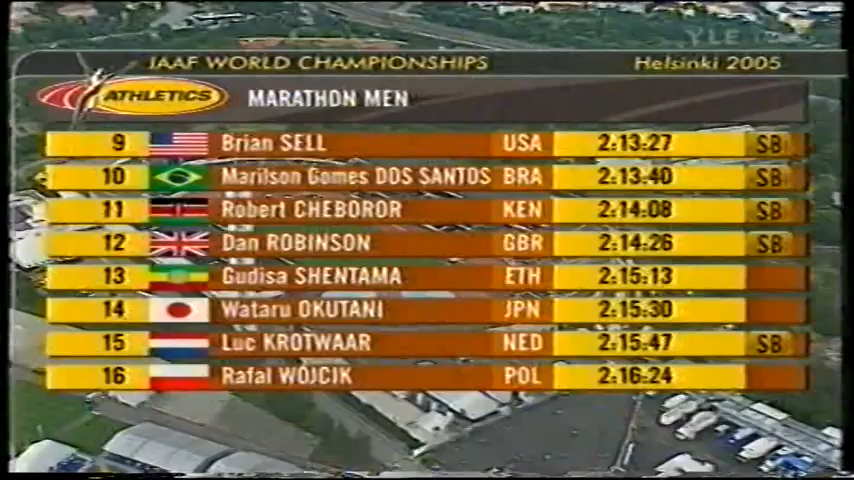 YLE
IAAF WORLD CHAMPIONSHIPS Helsinki 2005
ATHLETICS MARATHON MEN
9 Brian SELL USA 2:13:27 SB
10 Marilson Gomes DOS SANTOS BRA 2:13:40 SB
11 Robert CHEBOROR KEN 2:14:08 SB
12 Dan ROBINSON GBR 2:14:26 SB
13 Gudisa SHENTAMA ETH 2:15:13
14 Wataru OKUTANI JPN 2:15:30
15 Luc KROTWAAR NED 2:15:47 SB
16 Rafal WÓJCIK POL 2:16:24